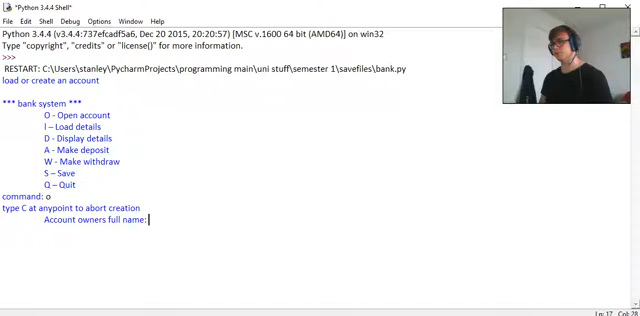 *Python 3.4.4 Shell*
File Edit Shell Debug Options Window Help
Python 3.4.4 (v3.4.4:737efcadf5a6, Dec 20 2015, 20:20:57) [MSC v.1600 64 bit (AMD64)] on win32
Type "copyright", "credits" or "license()" for more information.
>>>
RESTART: C:\Users\stanley\PycharmProjects\programming main\uni stuff\semester 1\savefiles\bank.py
load or create an account
*** bank system ***
O - Open account
l – Load details
D - Display details
A - Make deposit
W - Make withdraw
S – Save
Q – Quit
command: o
type C at anypoint to abort creation
Account owners full name:
Ln: 17 Col: 28